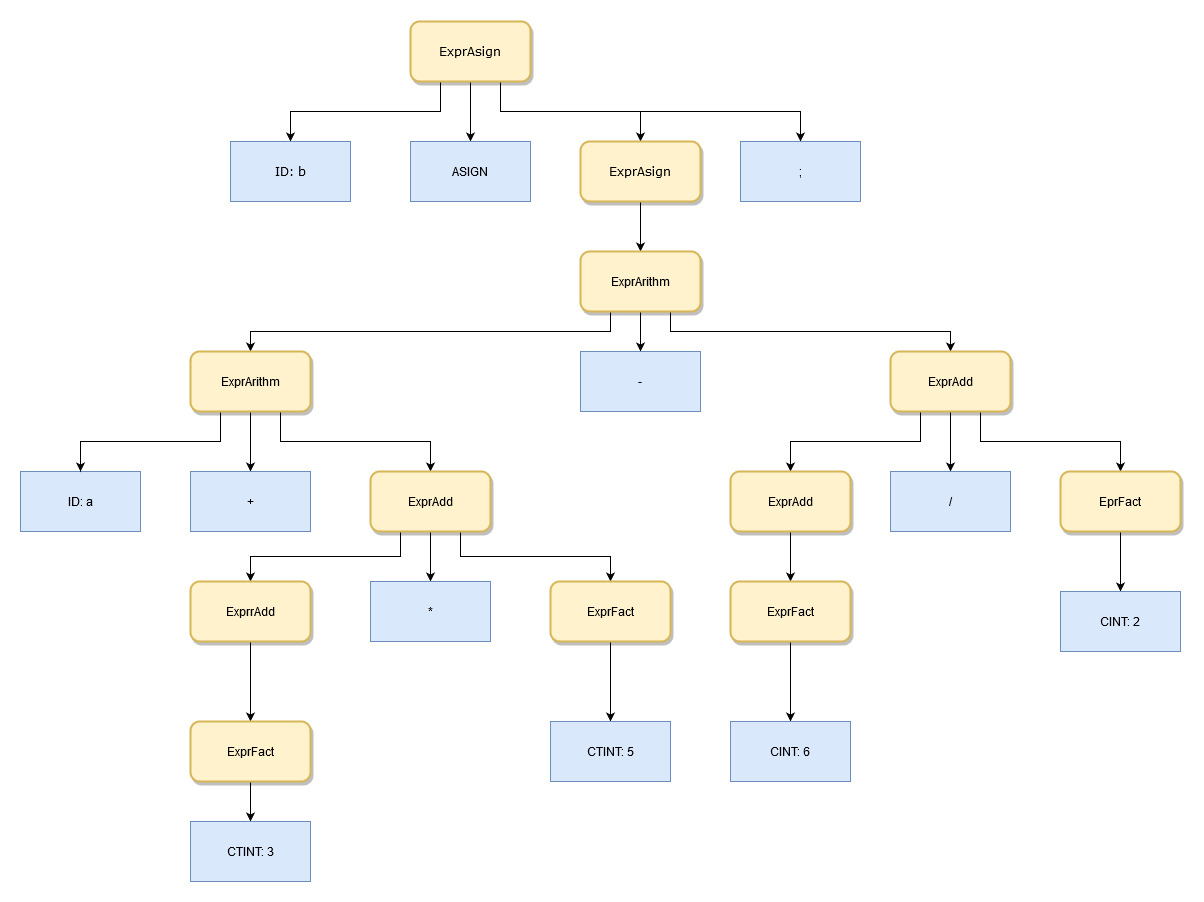 ExprAsign
ID: b
ASIGN
ExprAsign
;
ExprArithm
ExprArithm
-
ExprAdd
ID: a
+
ExprAdd
ExprAdd
/
EprFact
ExprrAdd
*
ExprFact
ExprFact
CINT: 2
ExprFact
CTINT: 5
CINT: 6
CTINT: 3